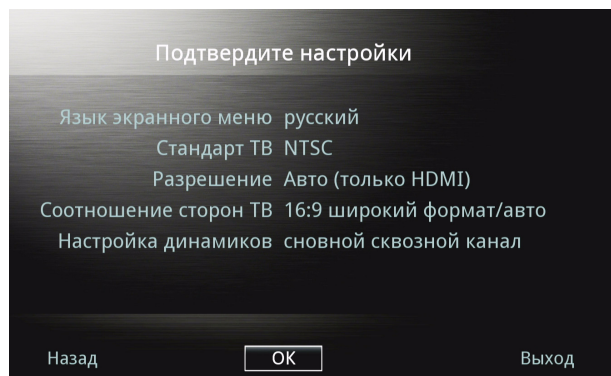 Подтвердите настройки
Язык экранного меню русский
Стандарт ТВ NTSC
Разрешение Авто (только HDMI)
Соотношение сторон ТВ 16:9 широкий формат/авто
Настройка динамиков сновной сквозной канал
Назад OK Выход